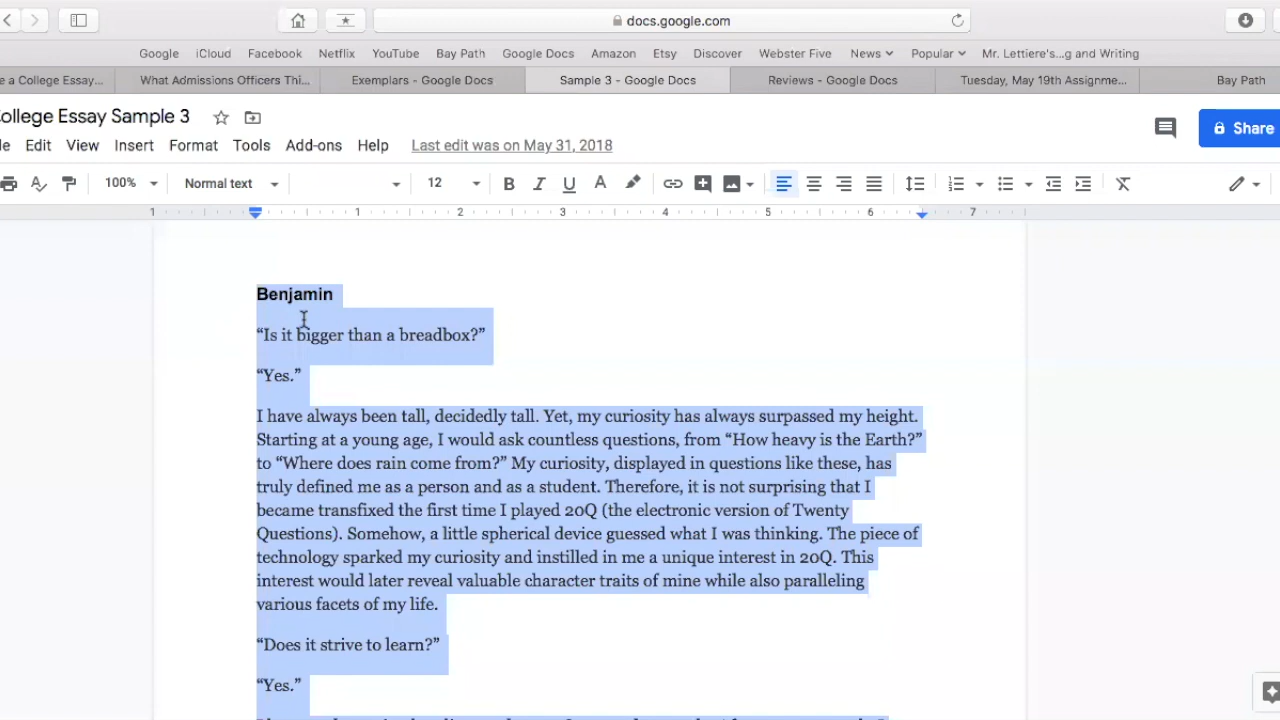 docs.google.com
Google iCloud Facebook Netflix YouTube Bay Path Google Docs Amazon Etsy Discover Webster Five News Popular Mr. Lettiere's...g and Writing
e a College Essay... What Admissions Officers Thi... Exemplars - Google Docs Sample 3 - Google Docs Reviews - Google Docs Tuesday, May 19th Assignme... Bay Path
ollege Essay Sample 3
Share
le Edit View Insert Format Tools Add-ons Help Last edit was on May 31, 2018
100% Normal text 12 B I U A
1 1 2 3 4 5 6 7
Benjamin
“Is it bigger than a breadbox?”
“Yes.”
I have always been tall, decidedly tall. Yet, my curiosity has always surpassed my height.
Starting at a young age, I would ask countless questions, from “How heavy is the Earth?”
to “Where does rain come from?” My curiosity, displayed in questions like these, has
truly defined me as a person and as a student. Therefore, it is not surprising that I
became transfixed the first time I played 20Q (the electronic version of Twenty
Questions). Somehow, a little spherical device guessed what I was thinking. The piece of
technology sparked my curiosity and instilled in me a unique interest in 20Q. This
interest would later reveal valuable character traits of mine while also paralleling
various facets of my life.
“Does it strive to learn?”
“Yes.”